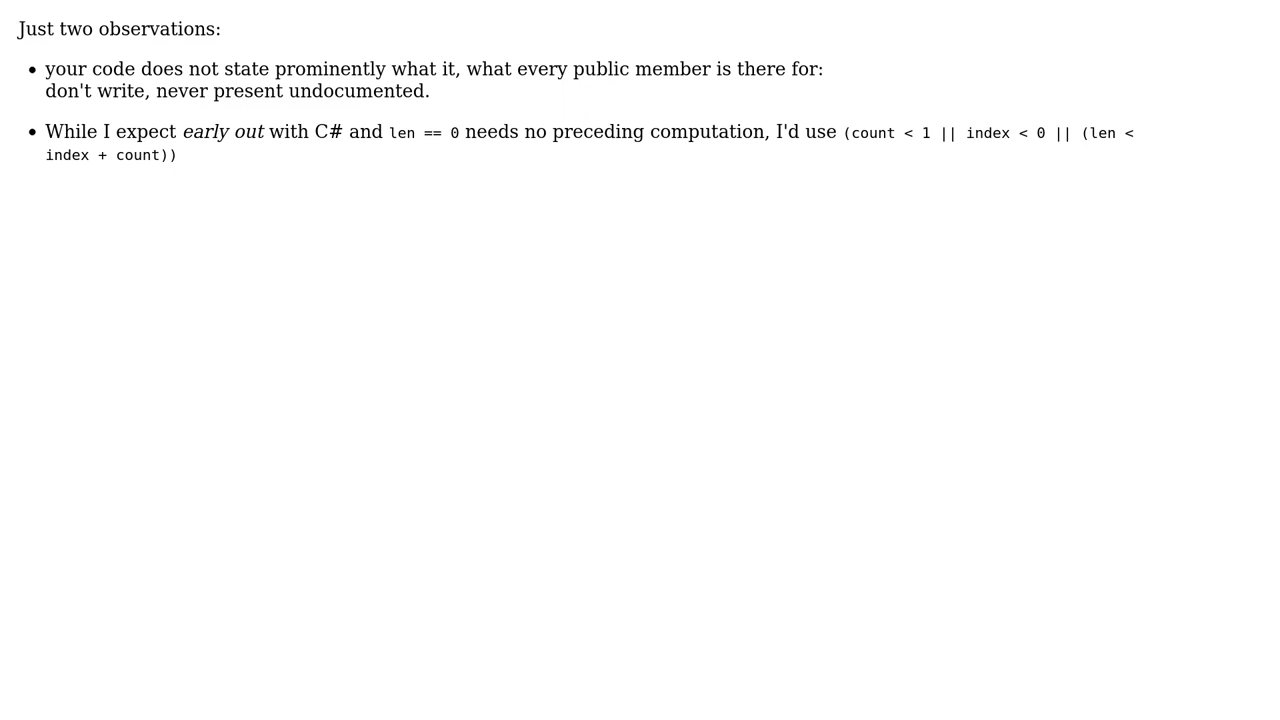 Just two observations:
• your code does not state prominently what it, what every public member is there for:
don't write, never present undocumented.
• While I expect early out with C# and len == 0 needs no preceding computation, I'd use (count < 1 || index < 0 || (len <
index + count))